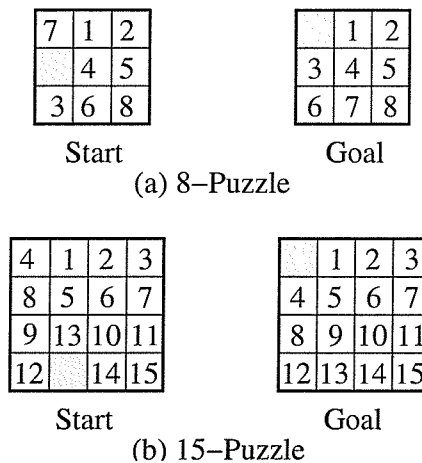 7 1 2
4 5
3 6 8
Start
1 2
3 4 5
6 7 8
Goal
(a) 8–Puzzle
4 1 2 3
8 5 6 7
9 13 10 11
12 14 15
Start
1 2 3
4 5 6 7
8 9 10 11
12 13 14 15
Goal
(b) 15–Puzzle